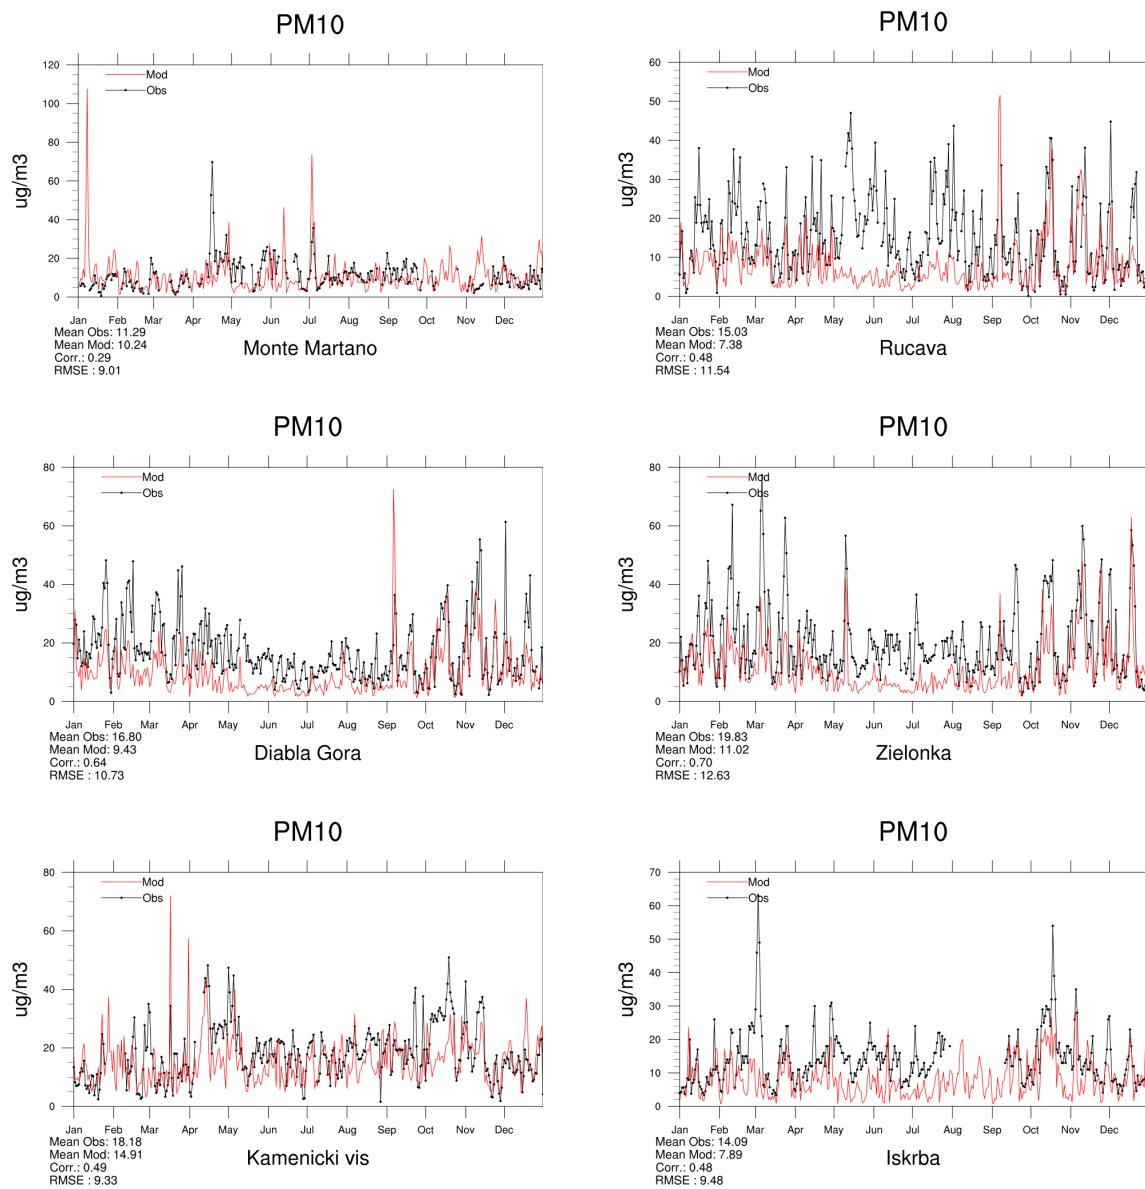 PM10
120
100
80
60
40
20
0
ug/m3
Mod
Obs
Jan Feb Mar Apr May Jun Jul Aug Sep Oct Nov Dec
Mean Obs: 11.29
Mean Mod: 10.24
Corr.: 0.29
RMSE : 9.01
Monte Martano
PM10
60
50
40
30
20
10
0
ug/m3
Mod
Obs
Jan Feb Mar Apr May Jun Jul Aug Sep Oct Nov Dec
Mean Obs: 15.03
Mean Mod: 7.38
Corr.: 0.48
RMSE : 11.54
Rucava
PM10
80
60
40
20
0
ug/m3
Mod
Obs
Jan Feb Mar Apr May Jun Jul Aug Sep Oct Nov Dec
Mean Obs: 16.80
Mean Mod: 9.43
Corr.: 0.64
RMSE : 10.73
Diabla Gora
PM10
80
60
40
20
0
ug/m3
Mod
Obs
Jan Feb Mar Apr May Jun Jul Aug Sep Oct Nov Dec
Mean Obs: 19.83
Mean Mod: 11.02
Corr.: 0.70
RMSE : 12.63
Zielonka
PM10
80
60
40
20
0
ug/m3
Mod
Obs
Jan Feb Mar Apr May Jun Jul Aug Sep Oct Nov Dec
Mean Obs: 18.18
Mean Mod: 14.91
Corr.: 0.49
RMSE : 9.33
Kamenicki vis
PM10
70
60
50
40
30
20
10
0
ug/m3
Mod
Obs
Jan Feb Mar Apr May Jun Jul Aug Sep Oct Nov Dec
Mean Obs: 14.09
Mean Mod: 7.89
Corr.: 0.48
RMSE : 9.48
Iskrba